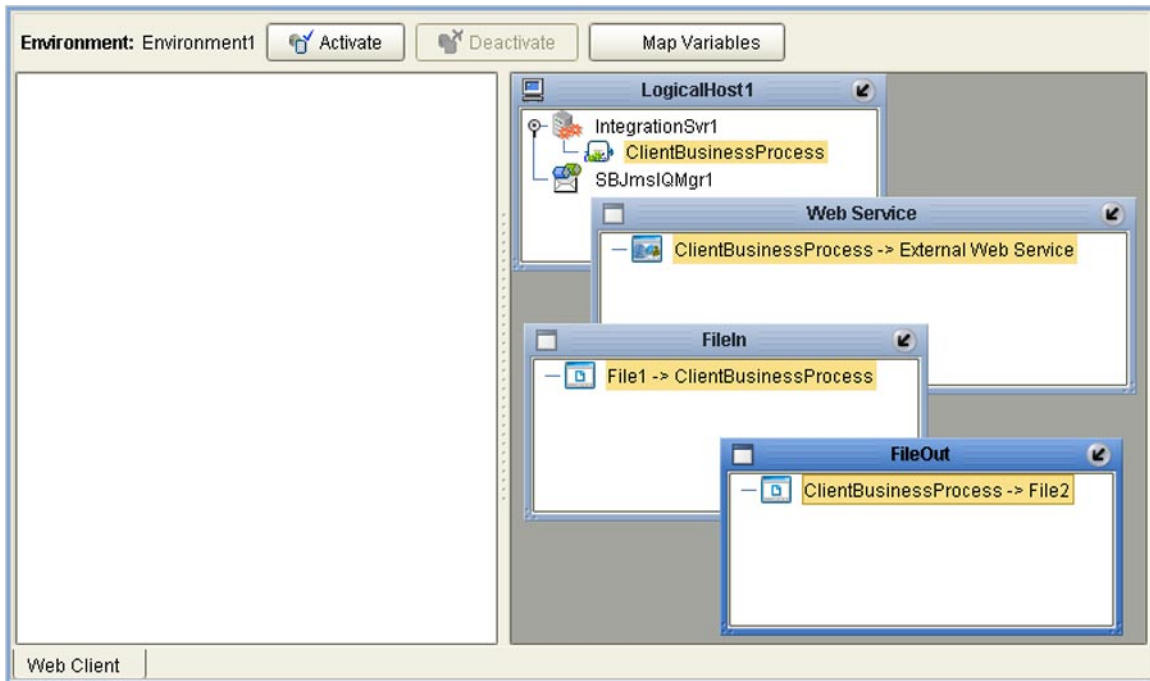 Environment: Environment1 Activate Deactivate Map Variables
LogicalHost1
IntegrationSvr1
ClientBusinessProcess
SBJmsIQMgr1
Web Service
ClientBusinessProcess -> External Web Service
FileIn
File1 -> ClientBusinessProcess
FileOut
ClientBusinessProcess -> File2
Web Client